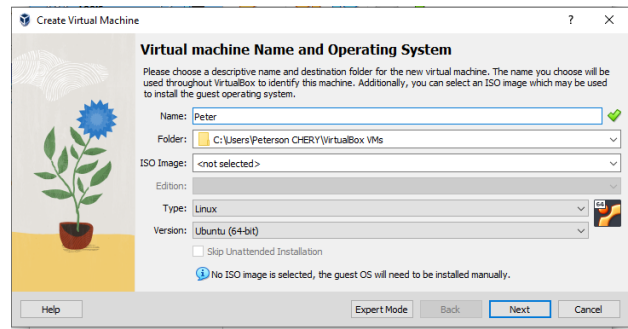 Create Virtual Machine
?
Virtual machine Name and Operating System
Please choose a descriptive name and destination folder for the new virtual machine. The name you choose will be
used throughout VirtualBox to identify this machine. Additionally, you can select an ISO image which may be used
to install the guest operating system.
Name: Peter
Folder: C:\Users\Peterson CHERY\VirtualBox VMs
ISO Image: <not selected>
Edition:
Type: Linux
64
Version: Ubuntu (64-bit)
Skip Unattended Installation
No ISO image is selected, the guest OS will need to be installed manually.
Help Expert Mode Back Next Cancel